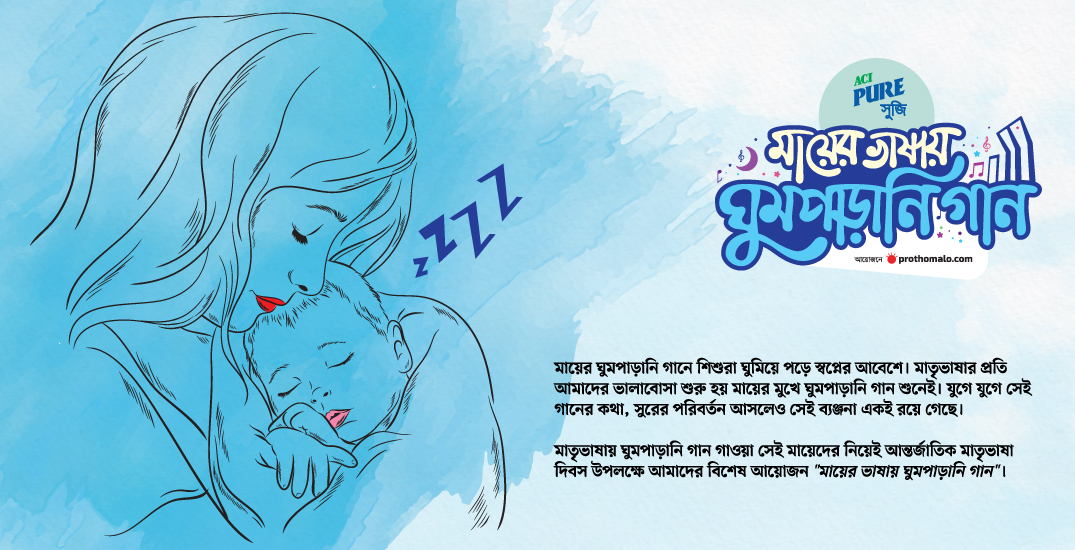 ACI
PURE
সুজি
মায়ের ভাষায়
ঘুমপাড়ানি গান
আয়োজনে prothomalo.com
zzZZ
মায়ের ঘুমপাড়ানি গানে শিশুরা ঘুমিয়ে পড়ে স্বপ্নের আবেশে। মাতৃভাষার প্রতি
আমাদের ভালাবোসা শুরু হয় মায়ের মুখে ঘুমপাড়ানি গান শুনেই। যুগে যুগে সেই
গানের কথা, সুরের পরিবর্তন আসলেও সেই ব্যঞ্জনা একই রয়ে গেছে।
মাতৃভাষায় ঘুমপাড়ানি গান গাওয়া সেই মায়েদের নিয়েই আন্তর্জাতিক মাতৃভাষা
দিবস উপলক্ষে আমাদের বিশেষ আয়োজন "মায়ের ভাষায় ঘুমপাড়ানি গান"।